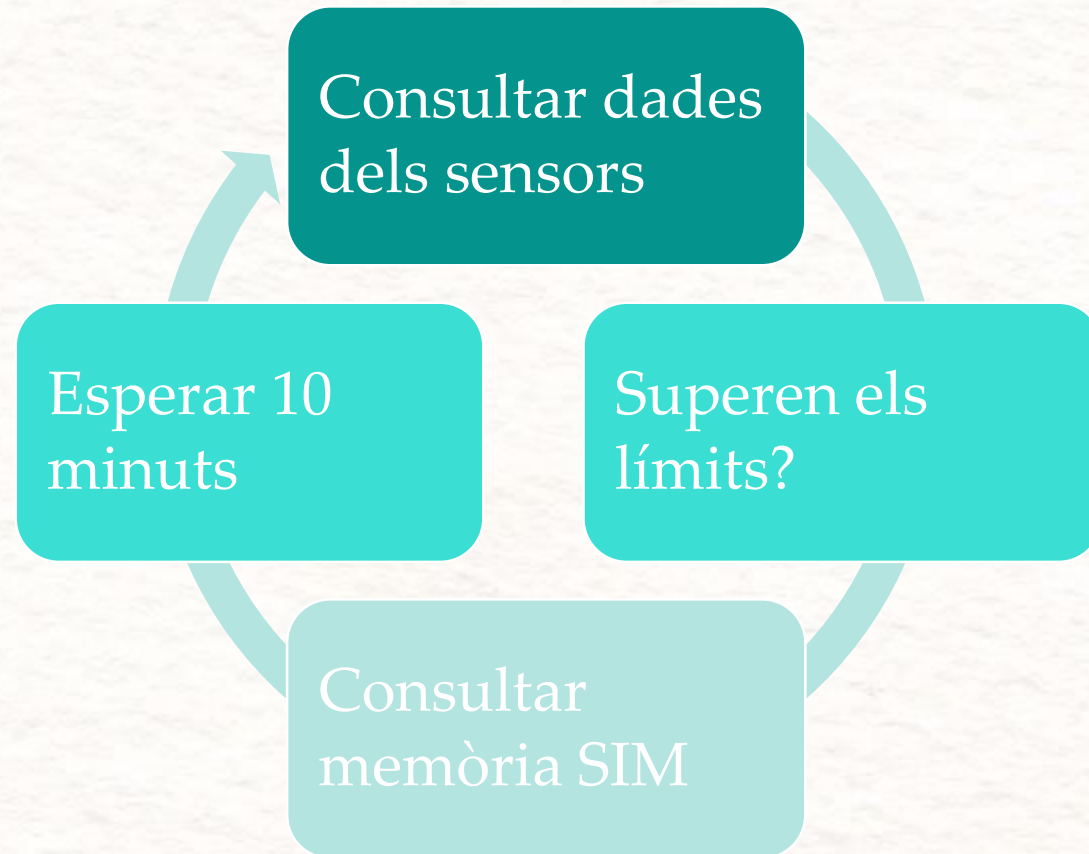 Consultar dades
dels sensors
Superen els
límits?
Consultar
memòria SIM
Esperar 10
minuts